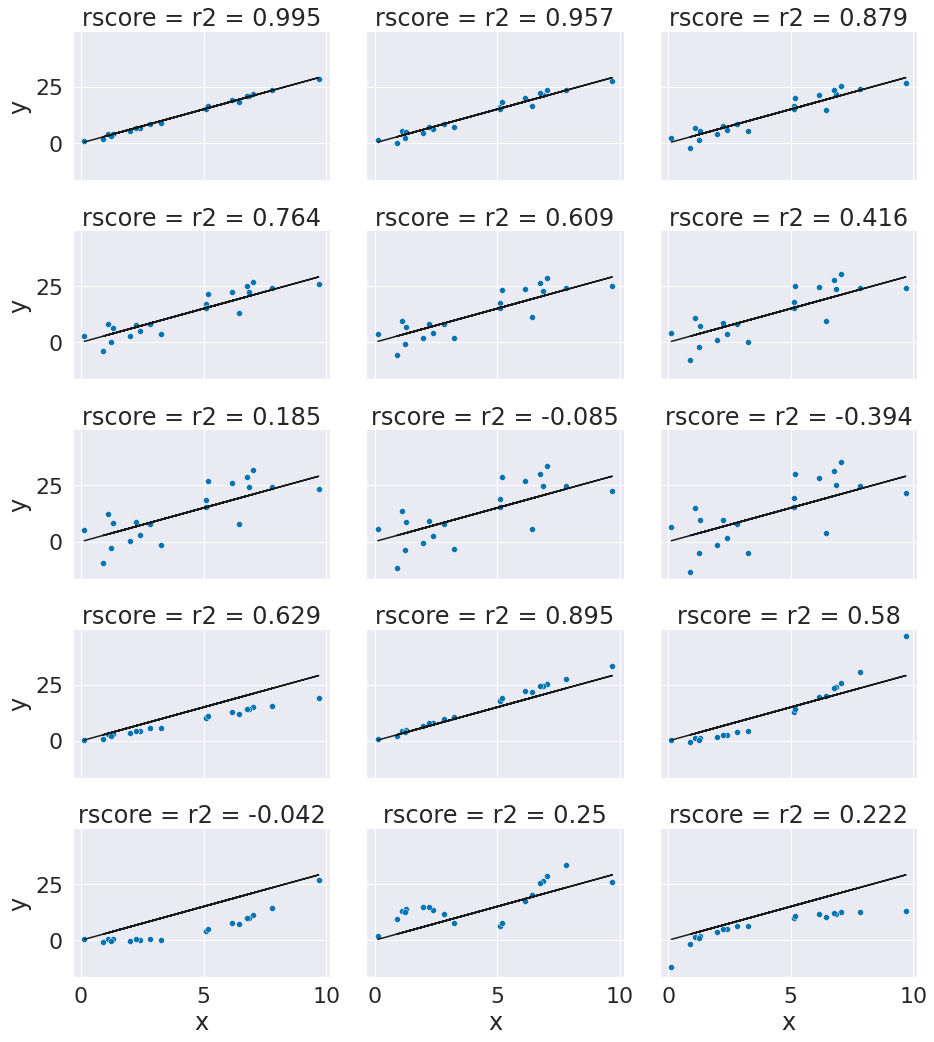 rscore = r2 = 0.995 rscore = r2 = 0.957 rscore = r2 = 0.879
25
y
0
rscore = r2 = 0.764 rscore = r2 = 0.609 rscore = r2 = 0.416
25
y
0
rscore = r2 = 0.185 rscore = r2 = -0.085 rscore = r2 = -0.394
25
y
0
rscore = r2 = 0.629 rscore = r2 = 0.895 rscore = r2 = 0.58
25
y
0
rscore = r2 = -0.042 rscore = r2 = 0.25 rscore = r2 = 0.222
25
y
0
0 5 10 0 5 10 0 5 10
x x x